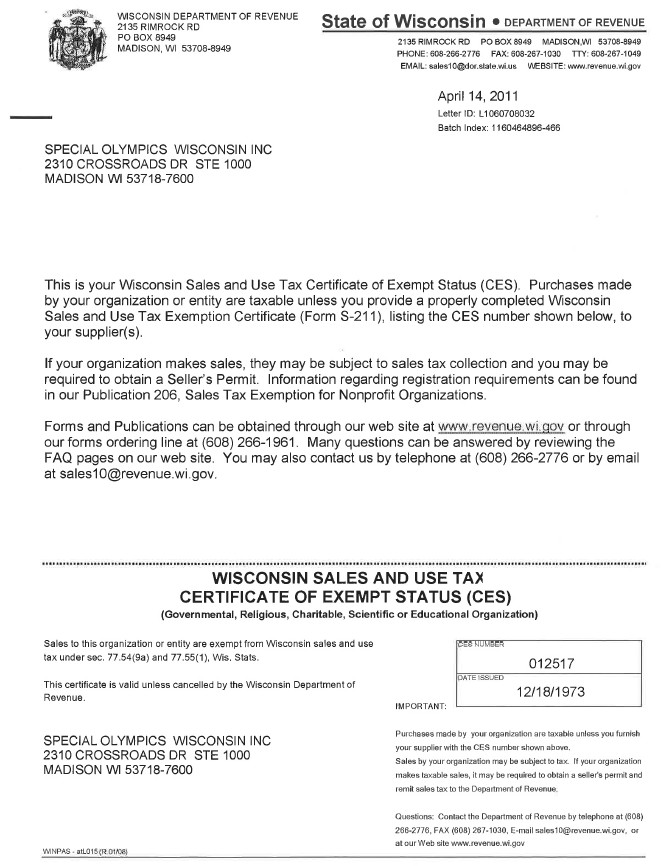 WISCONSIN DEPARTMENT OF REVENUE
2135 RIMROCK RD
PO BOX 8949
MADISON, WI 53708-8949
State of Wisconsin • DEPARTMENT OF REVENUE
2135 RIMROCK RD PO BOX 8949 MADISON,WI 53708-8949
PHONE: 608-266-2776 FAX: 608-267-1030 TTY: 608-267-1049
EMAIL: sales10@dor.state.wi.us WEBSITE: www.revenue.wi.gov
April 14, 2011
Letter ID: L1060708032
Batch Index: 1160464896-466
SPECIAL OLYMPICS WISCONSIN INC
2310 CROSSROADS DR STE 1000
MADISON WI 53718-7600
This is your Wisconsin Sales and Use Tax Certificate of Exempt Status (CES). Purchases made
by your organization or entity are taxable unless you provide a properly completed Wisconsin
Sales and Use Tax Exemption Certificate (Form S-211), listing the CES number shown below, to
your supplier(s).
If your organization makes sales, they may be subject to sales tax collection and you may be
required to obtain a Seller's Permit. Information regarding registration requirements can be found
in our Publication 206, Sales Tax Exemption for Nonprofit Organizations.
Forms and Publications can be obtained through our web site at www.revenue.wi.gov or through
our forms ordering line at (608) 266-1961. Many questions can be answered by reviewing the
FAQ pages on our web site. You may also contact us by telephone at (608) 266-2776 or by email
at sales10@revenue.wi.gov.
WISCONSIN SALES AND USE TAX
CERTIFICATE OF EXEMPT STATUS (CES)
(Governmental, Religious, Charitable, Scientific or Educational Organization)
Sales to this organization or entity are exempt from Wisconsin sales and use
tax under sec. 77.54(9a) and 77.55(1), Wis. Stats.
This certificate is valid unless cancelled by the Wisconsin Department of
Revenue.
CES NUMBER
012517
DATE ISSUED
12/18/1973
IMPORTANT:
SPECIAL OLYMPICS WISCONSIN INC
2310 CROSSROADS DR STE 1000
MADISON WI 53718-7600
Purchases made by your organization are taxable unless you furnish
your supplier with the CES number shown above.
Sales by your organization may be subject to tax. If your organization
makes taxable sales, it may be required to obtain a seller's permit and
remit sales tax to the Department of Revenue.
Questions: Contact the Department of Revenue by telephone at (608)
266-2776, FAX (608) 267-1030, E-mail sales10@revenue.wi.gov, or
at our Web site www.revenue.wi.gov
WINPAS - atL015 (R.01/08)